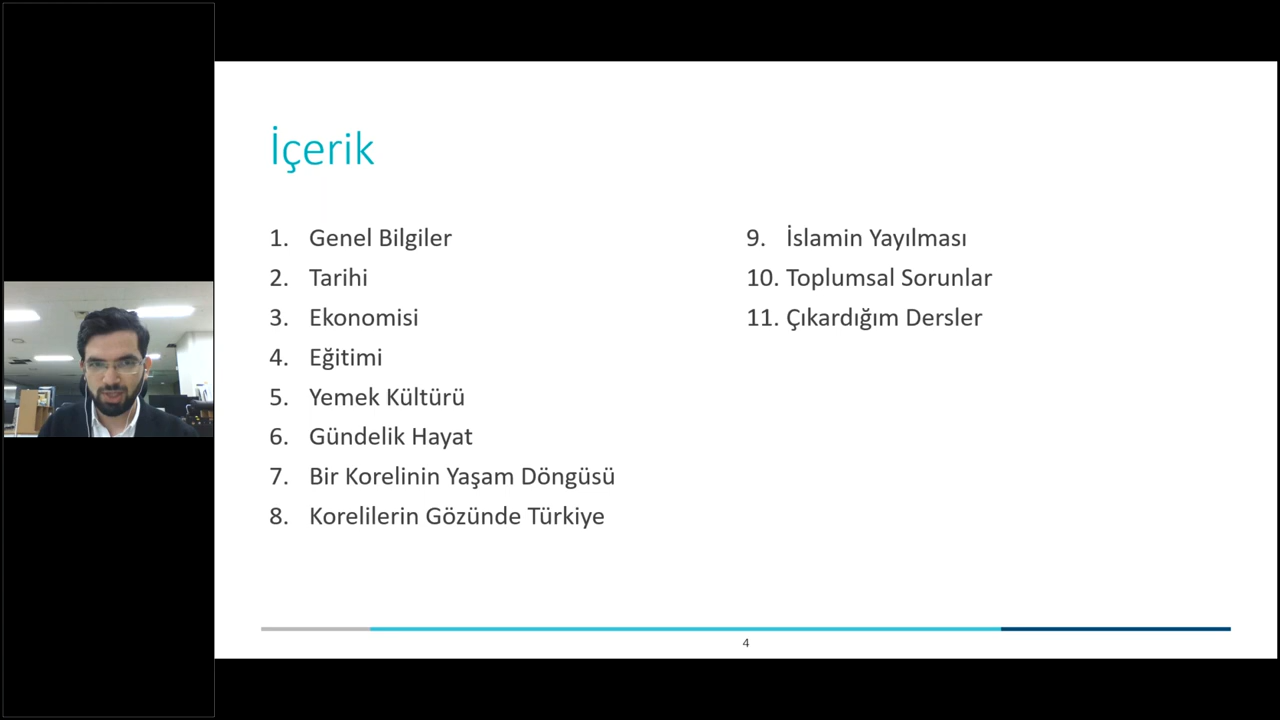 İçerik
1. Genel Bilgiler
2. Tarihi
3. Ekonomisi
4. Eğitimi
5. Yemek Kültürü
6. Gündelik Hayat
7. Bir Korelinin Yaşam Döngüsü
8. Korelilerin Gözünde Türkiye
9. İslamin Yayılması
10. Toplumsal Sorunlar
11. Çıkardığım Dersler
4